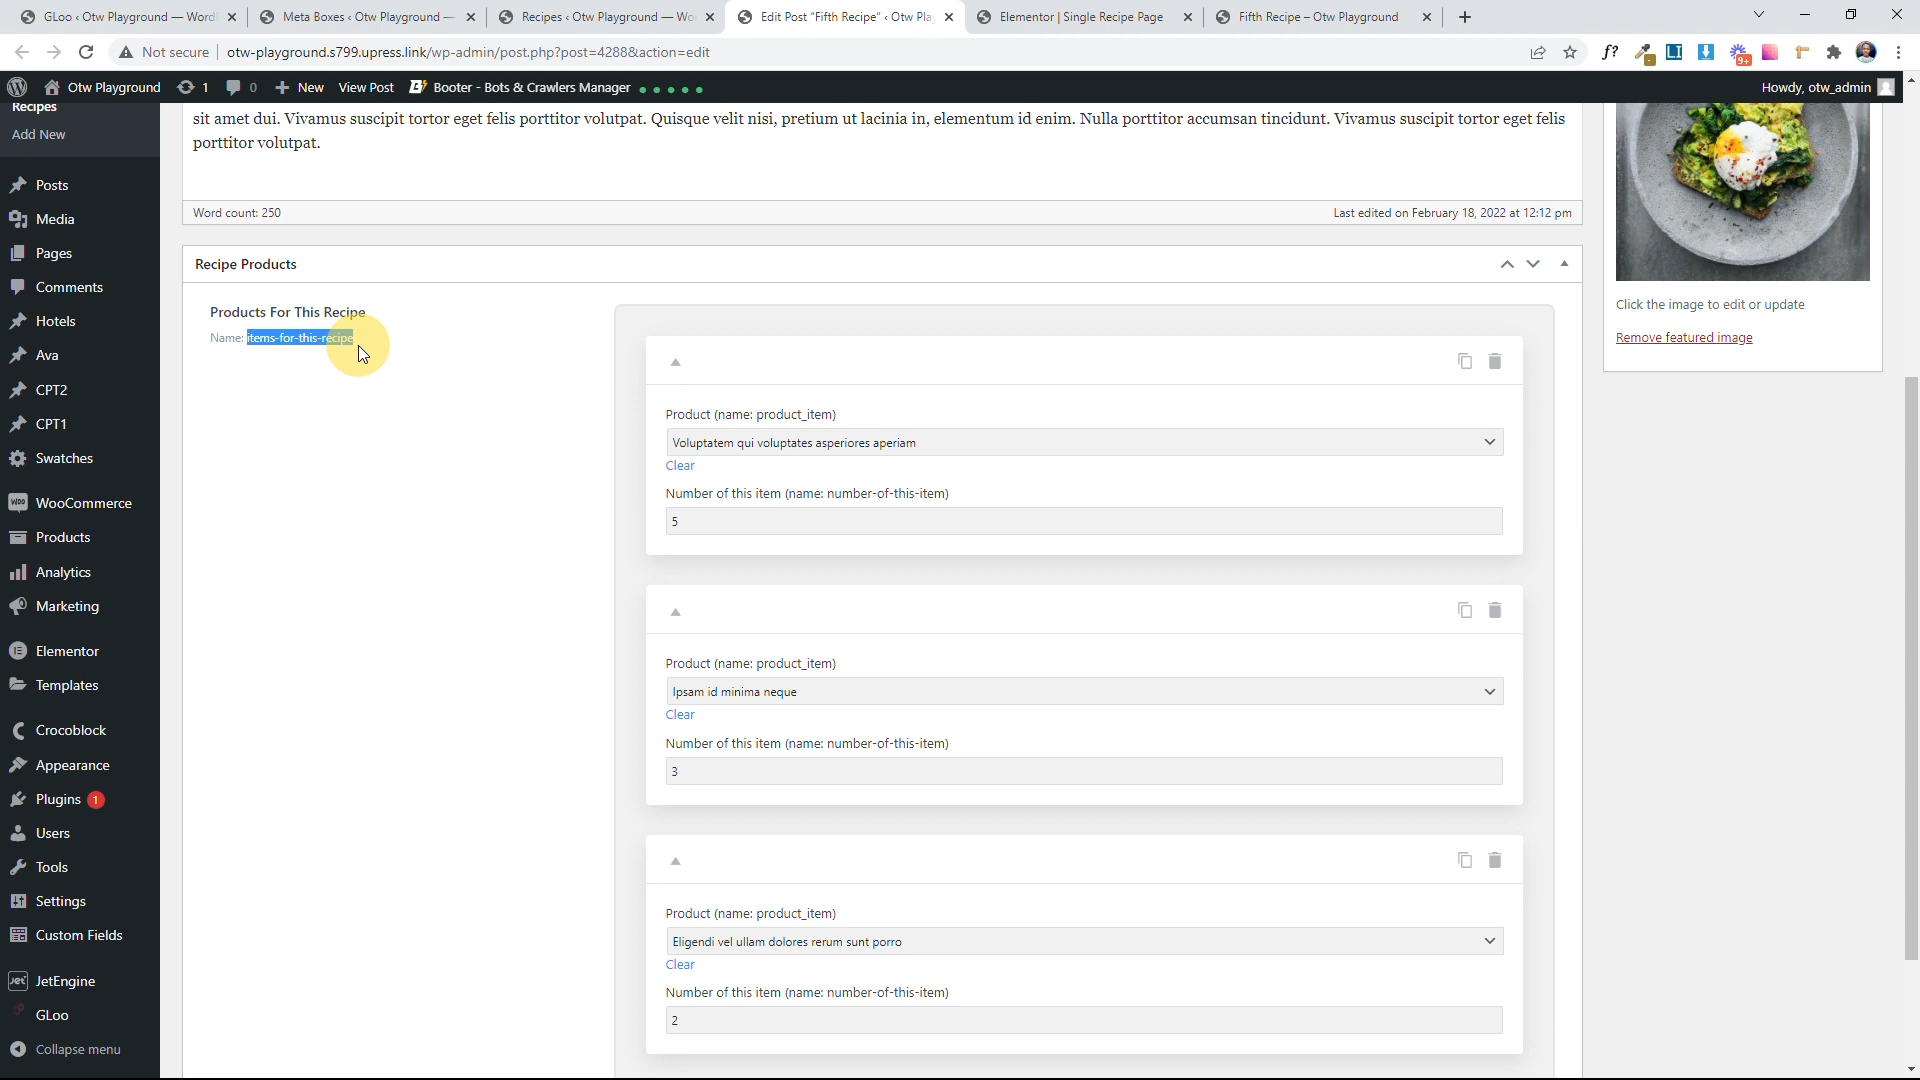 GLoo ‹ Otw Playground — Word
Meta Boxes ‹ Otw Playground —
Recipes ‹ Otw Playground — Wo
Edit Post "Fifth Recipe" ‹ Otw Pla
Elementor | Single Recipe Page
Fifth Recipe – Otw Playground
Not secure
otw-playground.s799.upress.link/wp-admin/post.php?post=4288&action=edit
f?
9+
Otw Playground
1
0
New
View Post
Booter - Bots & Crawlers Manager
Howdy, otw_admin
Recipes
Add New
Posts
Media
Pages
Comments
Hotels
Ava
CPT2
CPT1
Swatches
WooCommerce
Products
Analytics
Marketing
Elementor
Templates
Crocoblock
Appearance
Plugins 1
Users
Tools
Settings
Custom Fields
JetEngine
GLoo
Collapse menu
sit amet dui. Vivamus suscipit tortor eget felis porttitor volutpat. Quisque velit nisi, pretium ut lacinia in, elementum id enim. Nulla porttitor accumsan tincidunt. Vivamus suscipit tortor eget felis
porttitor volutpat.
Word count: 250
Last edited on February 18, 2022 at 12:12 pm
Recipe Products
Products For This Recipe
Name: items-for-this-recipe
Product (name: product_item)
Voluptatem qui voluptates asperiores aperiam
Clear
Number of this item (name: number-of-this-item)
5
Product (name: product_item)
Ipsam id minima neque
Clear
Number of this item (name: number-of-this-item)
3
Product (name: product_item)
Eligendi vel ullam dolores rerum sunt porro
Clear
Number of this item (name: number-of-this-item)
2
Click the image to edit or update
Remove featured image